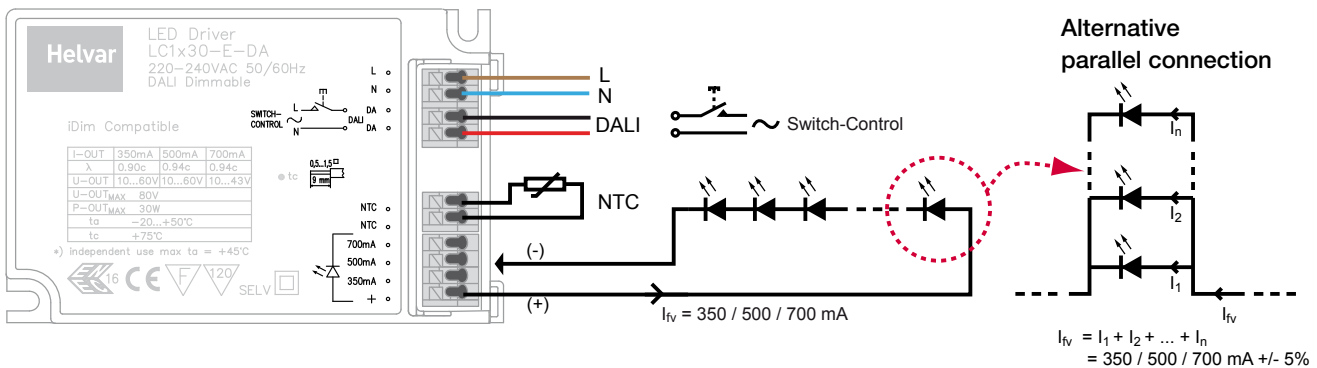 Helvar
LED Driver
LC1x30-E-DA
220-240VAC 50/60Hz
DALI Dimmable
iDim Compatible
I-OUT 350mA 500mA 700mA
λ 0.90c 0.94c 0.94c
U-OUT 10...60V 10...60V 10...43V
U-OUTMAX 80V
P-OUTMAX 30W
ta -20...+50°C
tc +75°C
*) Independent use max ta = +45°C
16 CE F 120 SELV
SWITCH-
CONTROL
L
N
DALI
tc
0,5...1,5
9 mm
L
N
DA
DA
NTC
NTC
700mA
500mA
350mA
+
L
N
DALI
Switch-Control
NTC
(-)
(+)
Ifv = 350 / 500 / 700 mA
Alternative
parallel connection
In
I2
I1
Ifv
Ifv = I1 + I2 + ... + In
= 350 / 500 / 700 mA +/- 5%